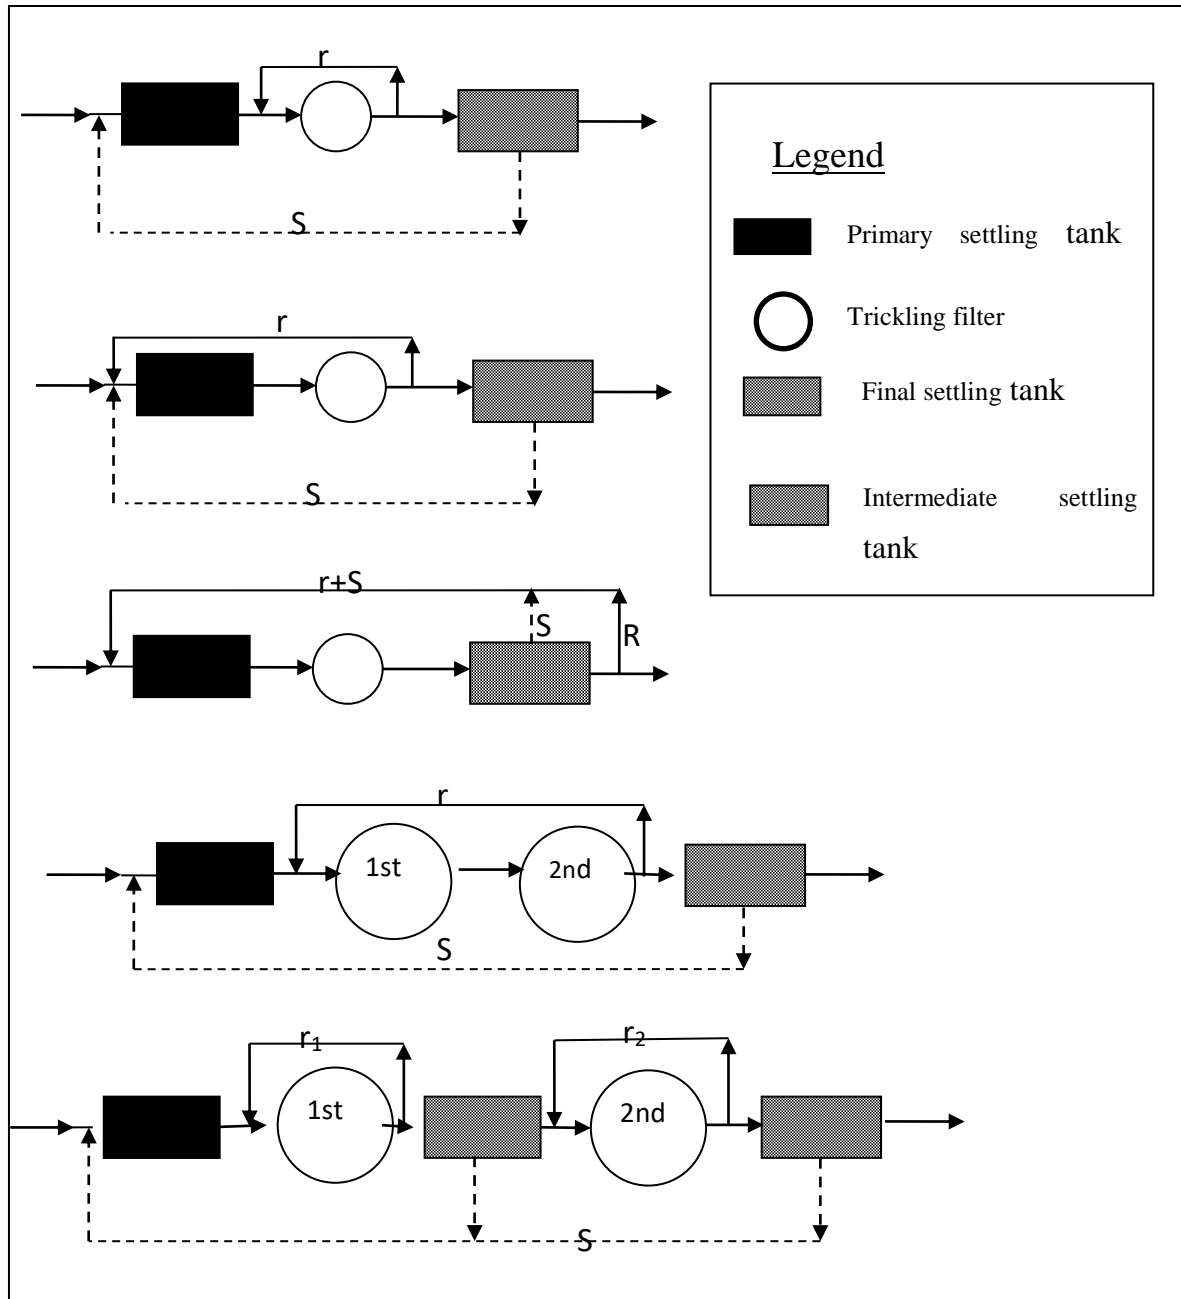 r
S
r
S
r+S
S
R
r
1st
2nd
S
r1
r2
1st
2nd
S
Legend
Primary settling tank
Trickling filter
Final settling tank
Intermediate settling
tank